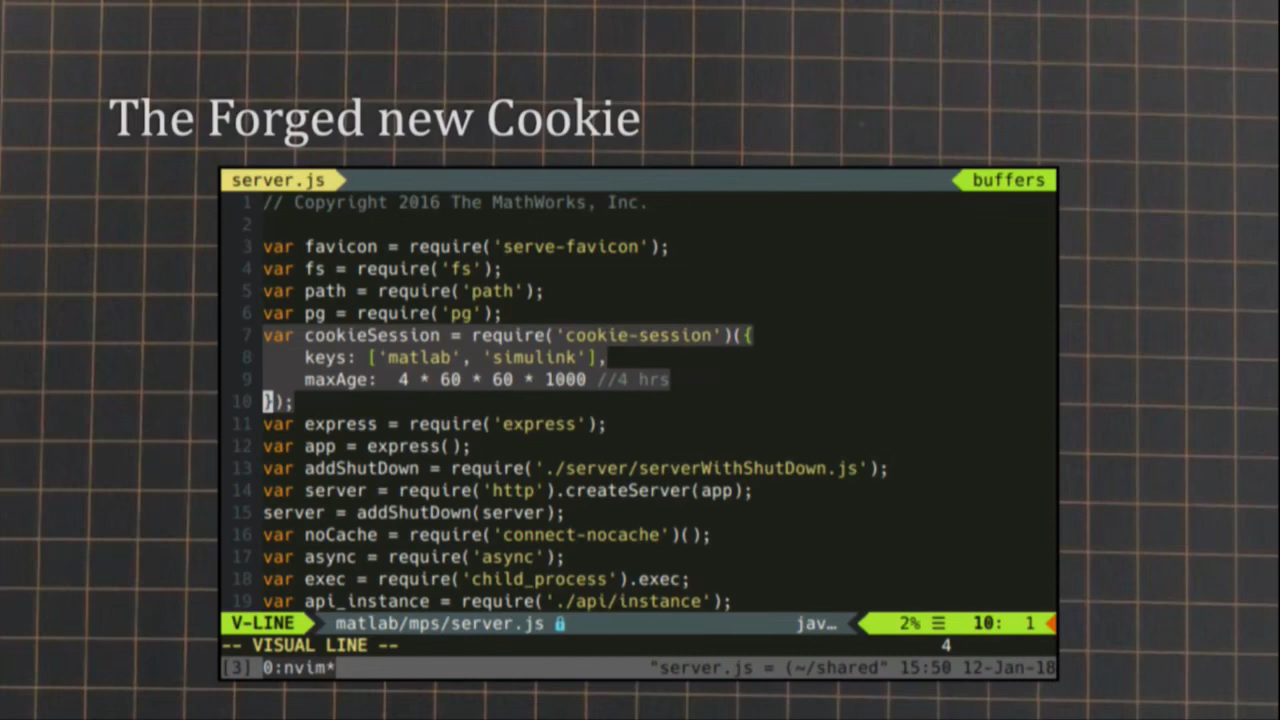 The Forged new Cookie
server.js buffers
1 // Copyright 2016 The MathWorks, Inc.
2
3 var favicon = require('serve-favicon');
4 var fs = require('fs');
5 var path = require('path');
6 var pg = require('pg');
7 var cookieSession = require('cookie-session')({
8 keys: ['matlab', 'simulink'],
9 maxAge: 4 * 60 * 60 * 1000 //4 hrs
10 });
11 var express = require('express');
12 var app = express();
13 var addShutDown = require('./server/serverWithShutDown.js');
14 var server = require('http').createServer(app);
15 server = addShutDown(server);
16 var noCache = require('connect-nocache')();
17 var async = require('async');
18 var exec = require('child_process').exec;
19 var api_instance = require('./api/instance');
V-LINE matlab/mps/server.js jav… 2% ☰ 10: 1
-- VISUAL LINE -- 4
[3] 0:nvim* "server.js = (~/shared" 15:50 12-Jan-18